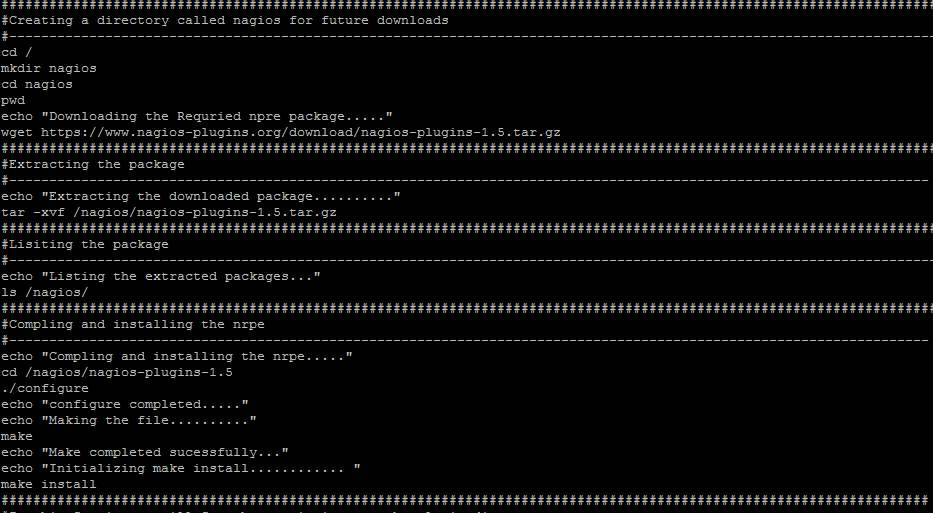 ####################################################################################################################
#Creating a directory called nagios for future downloads
#-------------------------------------------------------------------------------------------------------------------
cd /
mkdir nagios
cd nagios
pwd
echo "Downloading the Requried npre package....."
wget https://www.nagios-plugins.org/download/nagios-plugins-1.5.tar.gz
####################################################################################################################
#Extracting the package
#-------------------------------------------------------------------------------------------------------------------
echo "Extracting the downloaded package.........."
tar -xvf /nagios/nagios-plugins-1.5.tar.gz
####################################################################################################################
#Lisiting the package
#-------------------------------------------------------------------------------------------------------------------
echo "Listing the extracted packages..."
ls /nagios/
####################################################################################################################
#Compling and installing the nrpe
#-------------------------------------------------------------------------------------------------------------------
echo "Compling and installing the nrpe....."
cd /nagios/nagios-plugins-1.5
./configure
echo "configure completed....."
echo "Making the file.........."
make
echo "Make completed sucessfully..."
echo "Initializing make install............ "
make install
####################################################################################################################